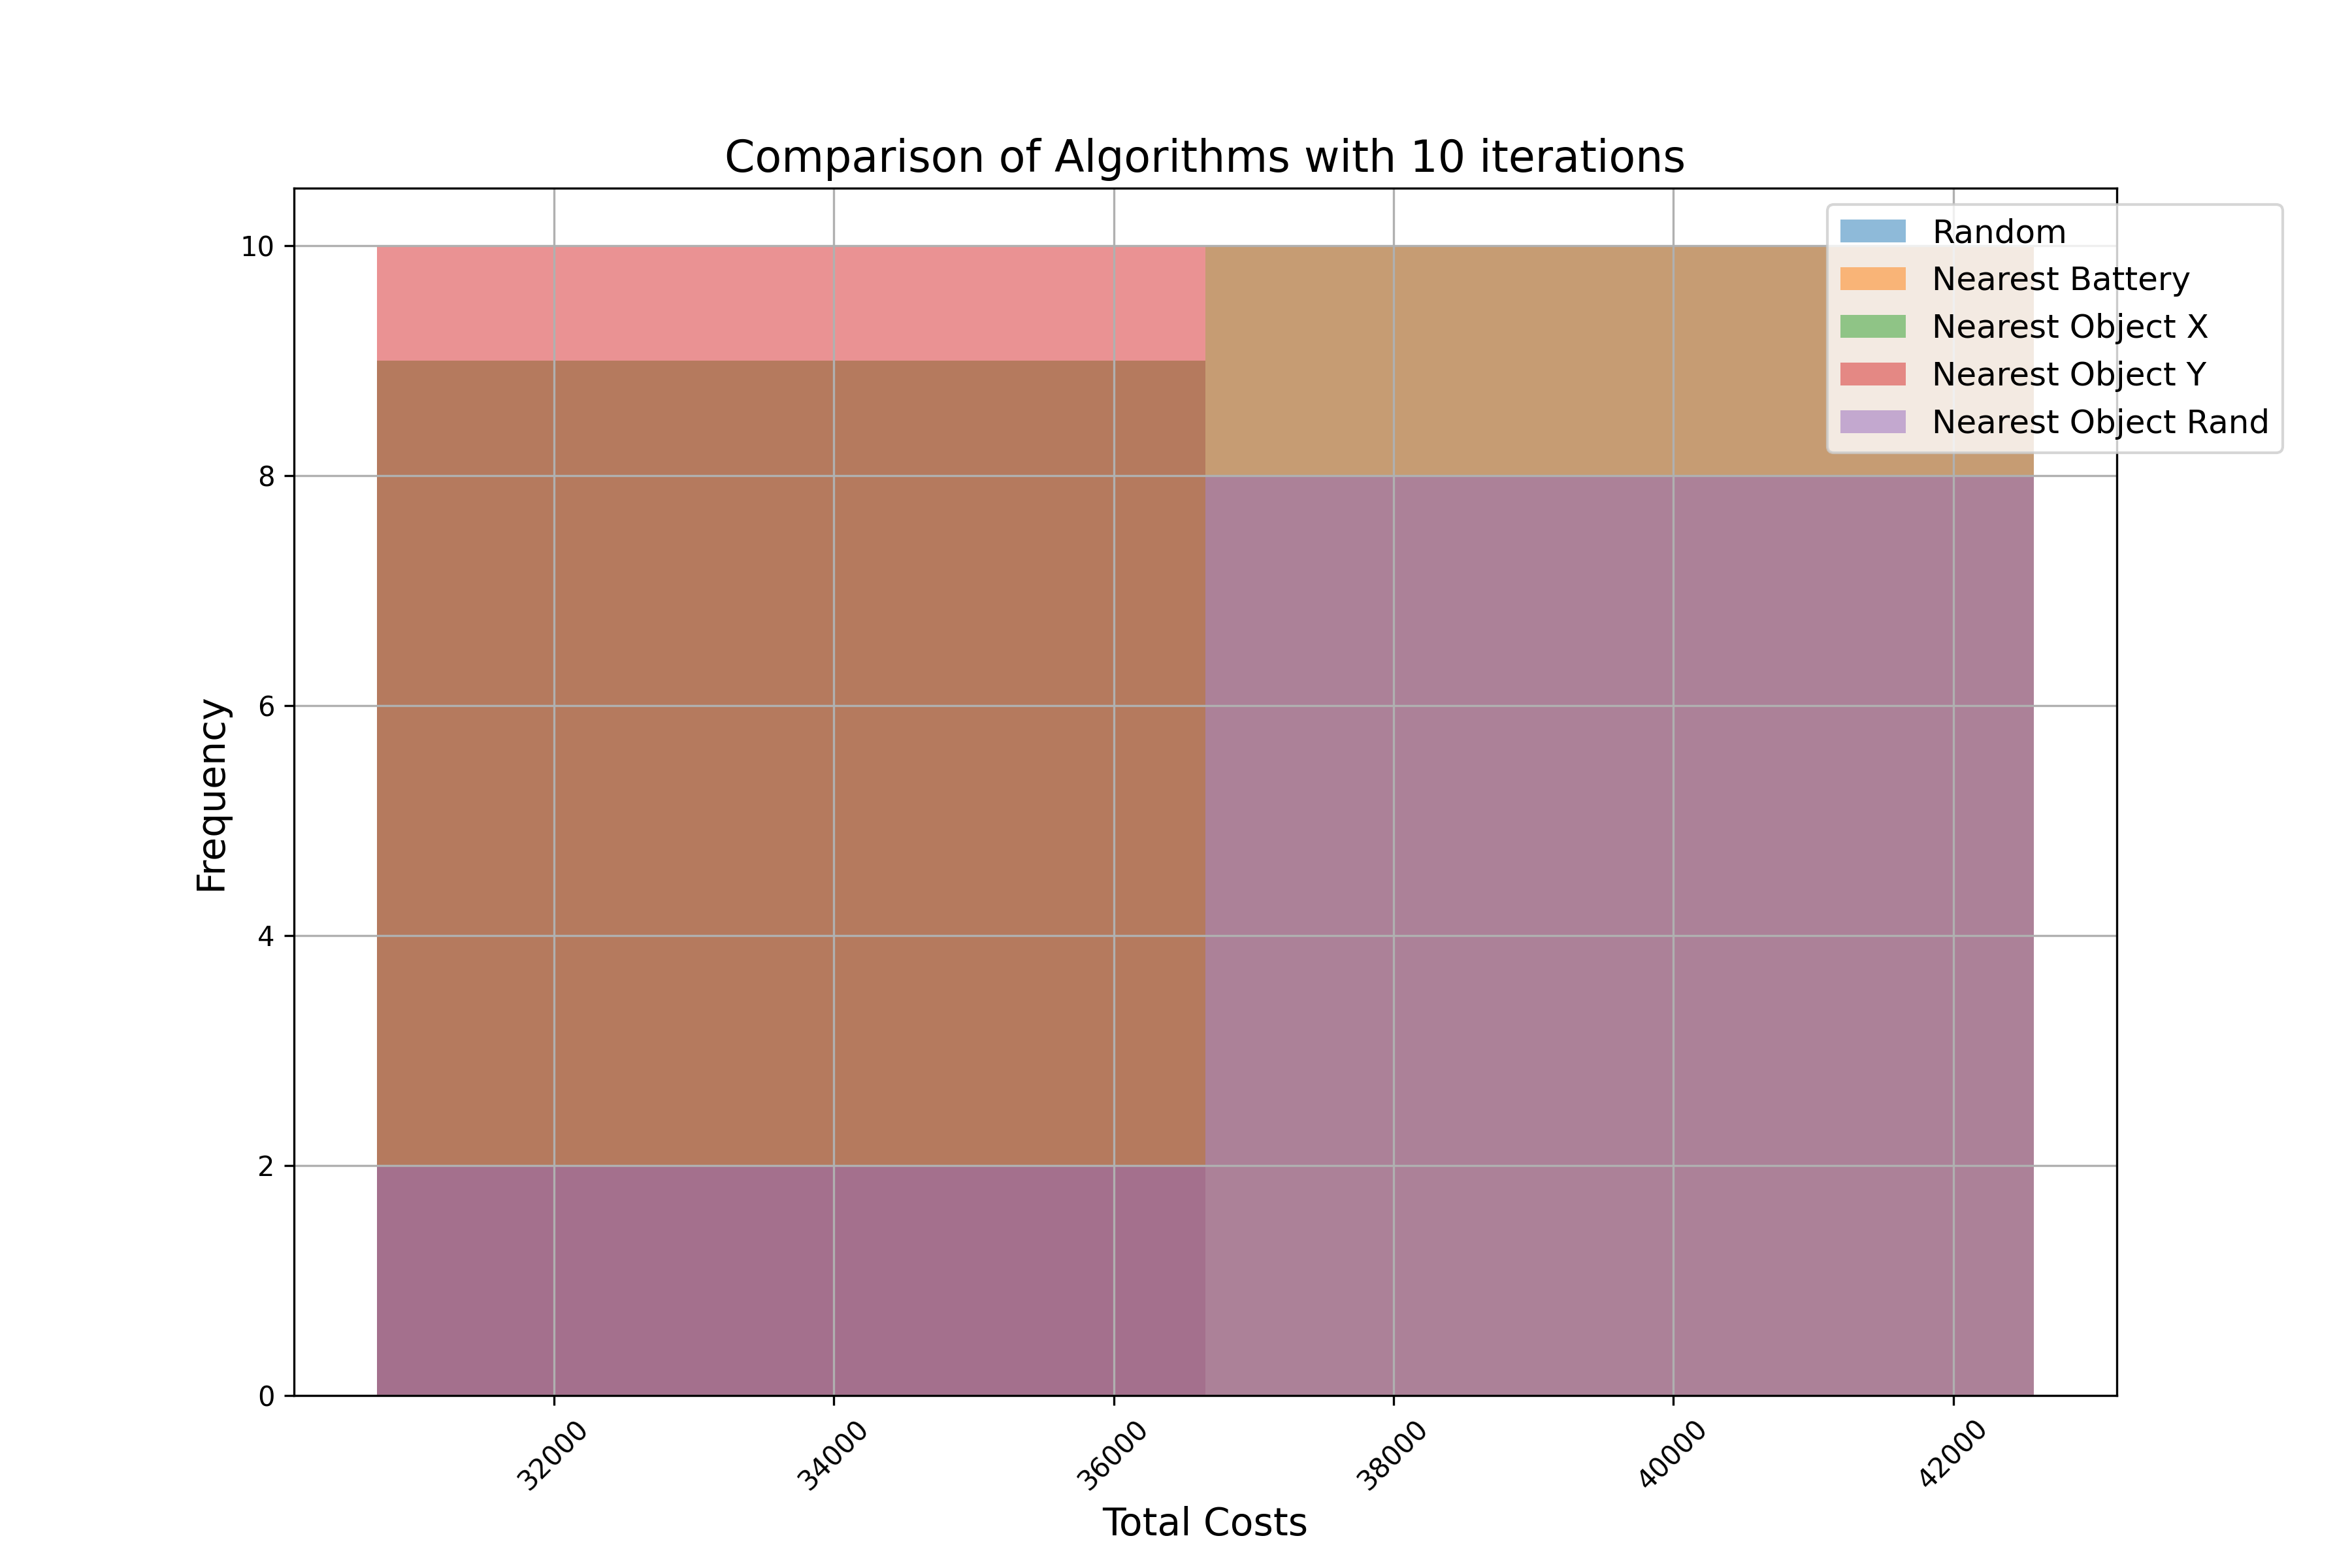 Comparison of Algorithms with 10 iterations
Random
Nearest Battery
Nearest Object X
Nearest Object Y
Nearest Object Rand
Frequency
10
8
6
4
2
0
32000
34000
36000
38000
40000
42000
Total Costs